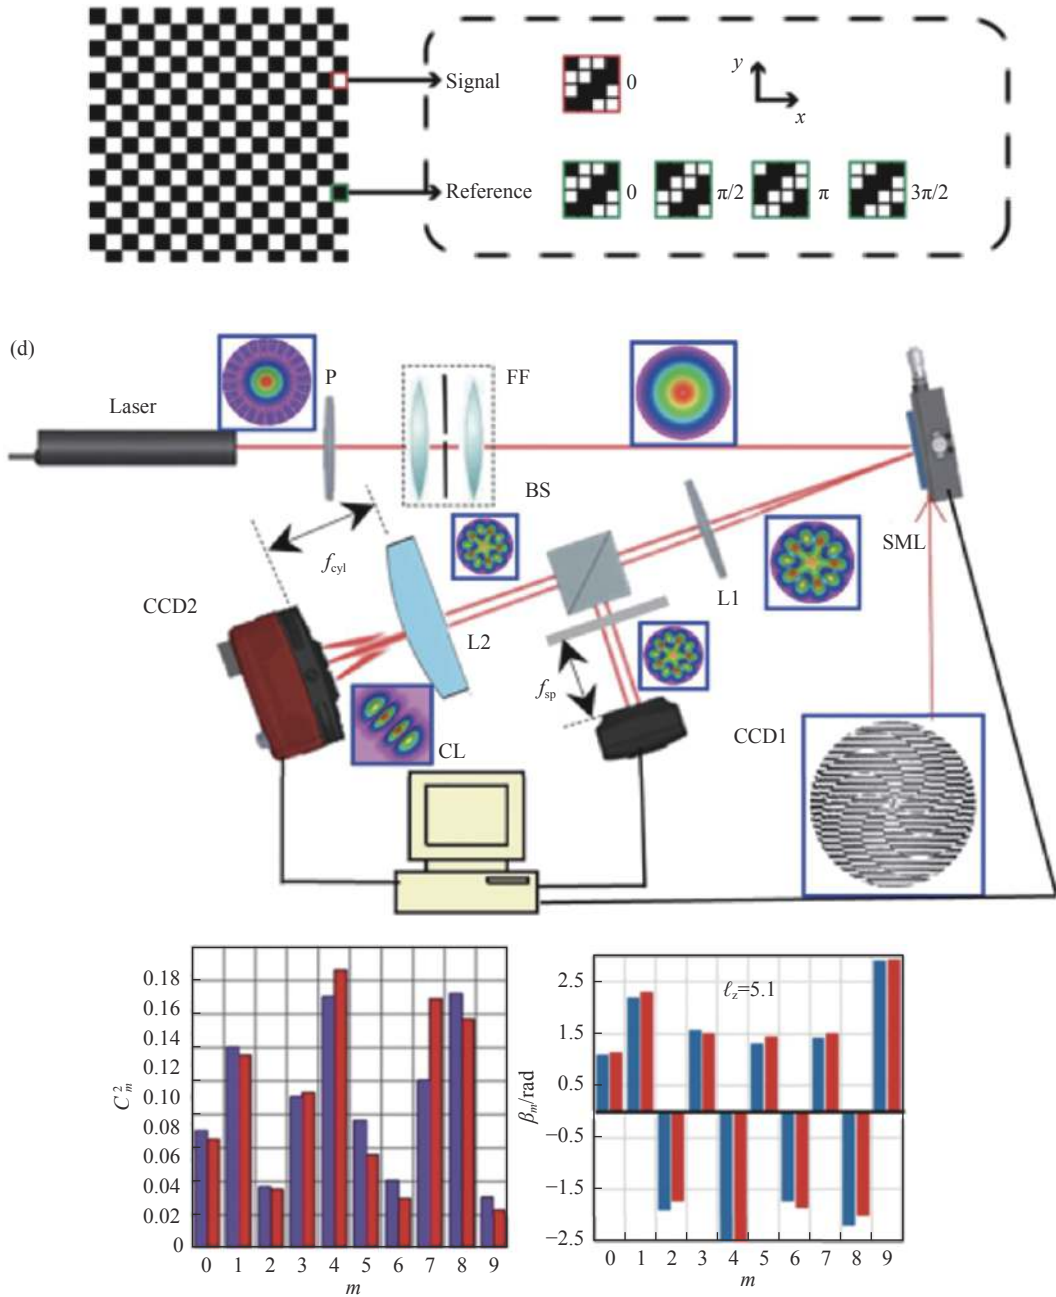 Signal
0
y
x
Reference
0
π/2
π
3π/2
(d)
P
FF
Laser
BS
SML
f_cyl
L1
CCD2
L2
f_sp
CCD1
CL
0.18
0.16
0.14
0.12
0.10
0.08
0.06
0.04
0.02
0
C_m^2
0 1 2 3 4 5 6 7 8 9
m
ℓ_z=5.1
2.5
1.5
0.5
−0.5
−1.5
−2.5
β_m/rad
0 1 2 3 4 5 6 7 8 9
m